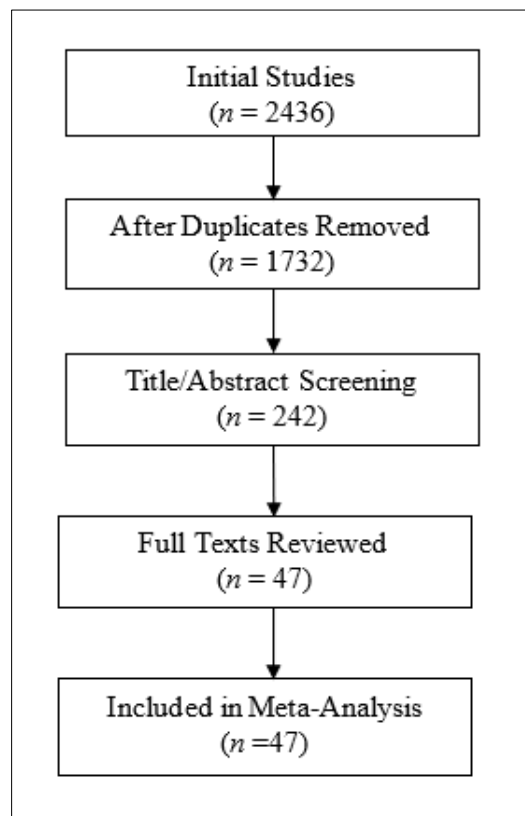 Initial Studies
(n = 2436)
After Duplicates Removed
(n = 1732)
Title/Abstract Screening
(n = 242)
Full Texts Reviewed
(n = 47)
Included in Meta-Analysis
(n =47)